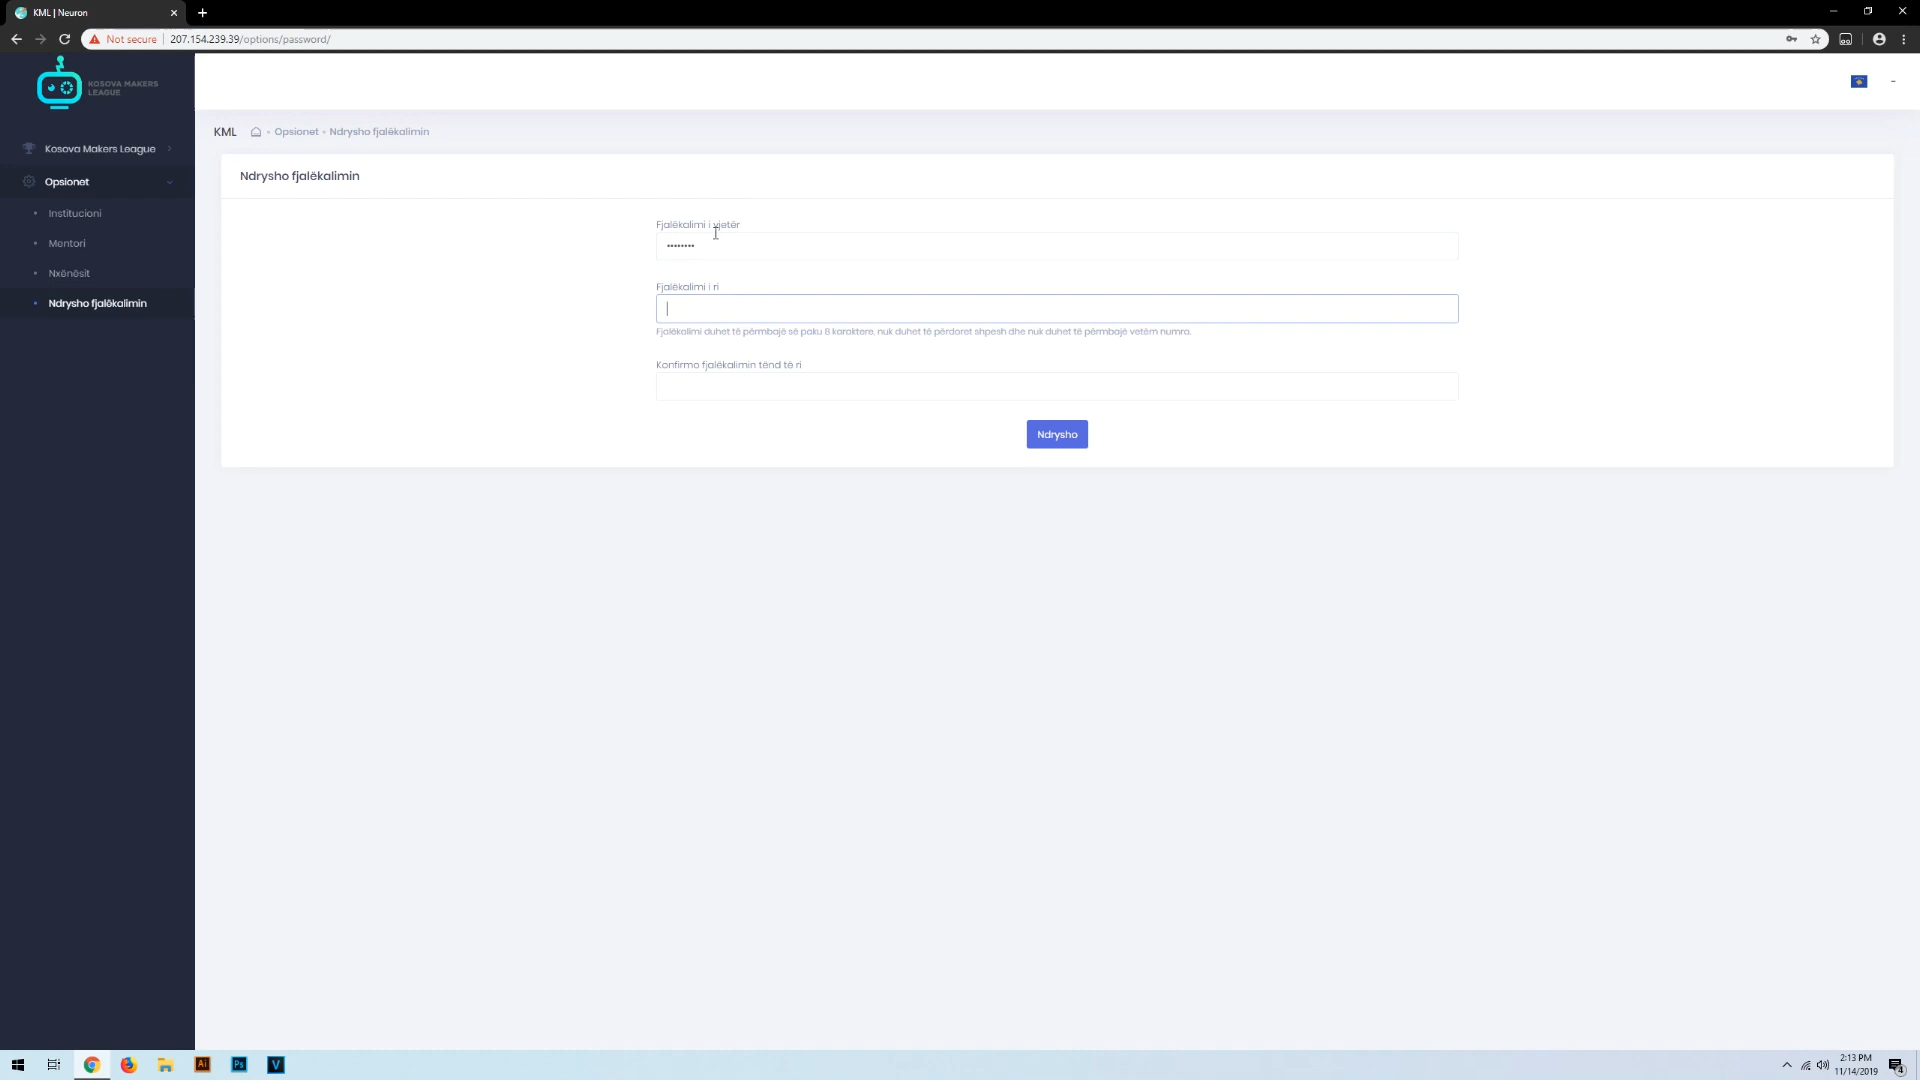 KML | Neuron
Not secure
207.154.239.39/options/password/
KOSOVA MAKERS
LEAGUE
Kosova Makers League
Opsionet
Institucioni
Mentori
Nxënësit
Ndrysho fjalëkalimin
KML
Opsionet
Ndrysho fjalëkalimin
Ndrysho fjalëkalimin
Fjalëkalimi i vjetër
••••••••
Fjalëkalimi i ri
Fjalëkalimi duhet të përmbajë së paku 8 karaktere, nuk duhet të përdoret shpesh dhe nuk duhet të përmbajë vetëm numra.
Konfirmo fjalëkalimin tënd të ri
Ndrysho
Ai
Ps
V
2:13 PM
11/14/2019
4